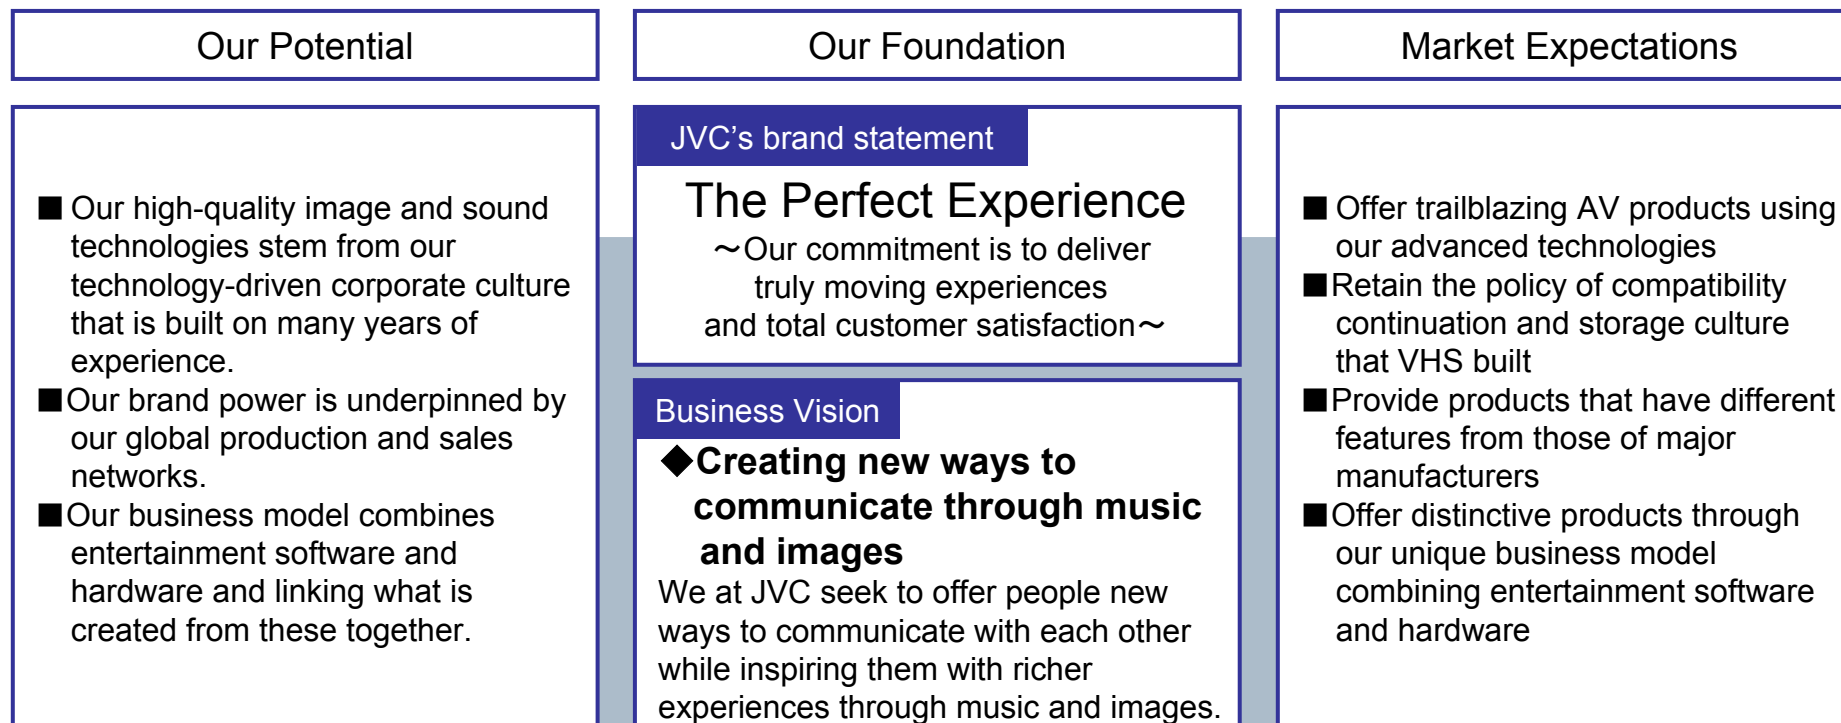 Our Potential
■ Our high-quality image and sound
technologies stem from our
technology-driven corporate culture
that is built on many years of
experience.
■Our brand power is underpinned by
our global production and sales
networks.
■Our business model combines
entertainment software and
hardware and linking what is
created from these together.
Our Foundation
JVC’s brand statement
The Perfect Experience
～Our commitment is to deliver
truly moving experiences
and total customer satisfaction～
Business Vision
◆Creating new ways to
communicate through music
and images
We at JVC seek to offer people new
ways to communicate with each other
while inspiring them with richer
experiences through music and images.
Market Expectations
■ Offer trailblazing AV products using
our advanced technologies
■Retain the policy of compatibility
continuation and storage culture
that VHS built
■Provide products that have different
features from those of major
manufacturers
■Offer distinctive products through
our unique business model
combining entertainment software
and hardware